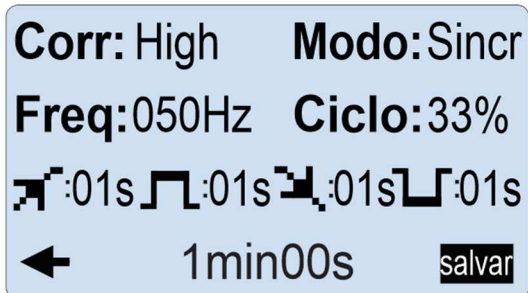 Corr: High Modo: Sincr
Freq: 050Hz Ciclo: 33%
:01s :01s :01s :01s
1min00s salvar